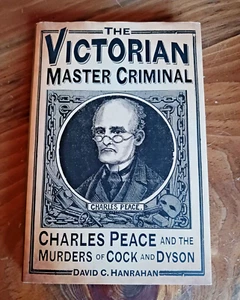 THE
VICTORIAN
MASTER CRIMINAL
CHARLES PEACE.
CHARLES PEACE AND THE
MURDERS OF COCK AND DYSON
DAVID C. HANRAHAN